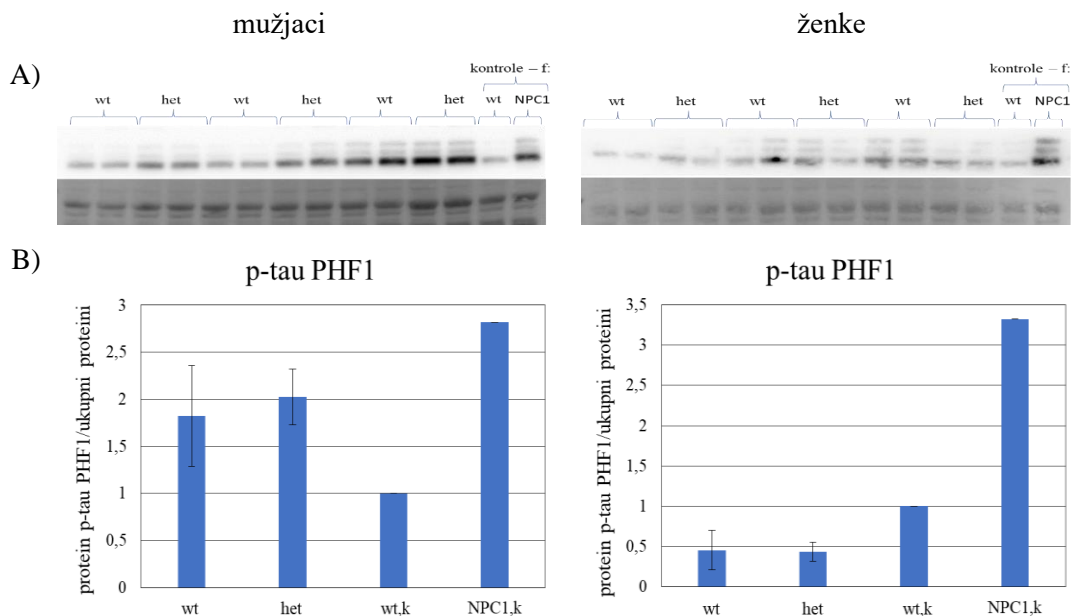 mužjaci
ženke
A)
kontrole – f:
wt het wt het wt het wt NPC1
kontrole – f:
wt het wt het wt het wt NPC1
B)
p-tau PHF1
protein p-tau PHF1/ukupni proteini
3
2,5
2
1,5
1
0,5
0
wt het wt,k NPC1,k
p-tau PHF1
protein p-tau PHF1/ukupni proteini
3,5
3
2,5
2
1,5
1
0,5
0
wt het wt,k NPC1,k